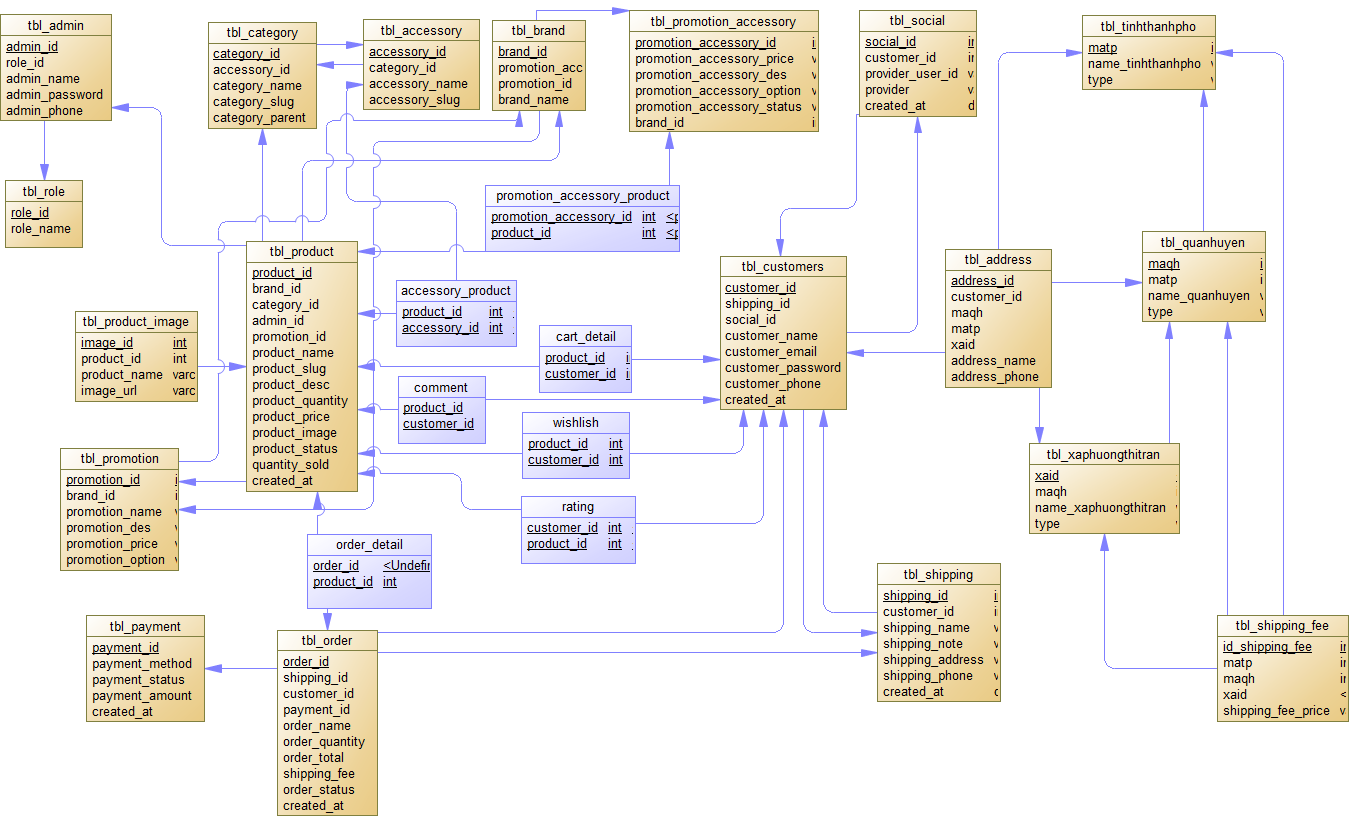 tbl_admin
admin_id
role_id
admin_name
admin_password
admin_phone
tbl_category
category_id
accessory_id
category_name
category_slug
category_parent
tbl_accessory
accessory_id
category_id
accessory_name
accessory_slug
tbl_brand
brand_id
promotion_acc
promotion_id
brand_name
tbl_promotion_accessory
promotion_accessory_id
promotion_accessory_price
promotion_accessory_des
promotion_accessory_option
promotion_accessory_status
brand_id
tbl_social
social_id
customer_id
provider_user_id
provider
created_at
tbl_tinhthanhpho
matp
name_tinhthanhpho
type
tbl_role
role_id
role_name
promotion_accessory_product
promotion_accessory_id int <p
product_id int <p
tbl_product
product_id
brand_id
category_id
admin_id
promotion_id
product_name
product_slug
product_desc
product_quantity
product_price
product_image
product_status
quantity_sold
created_at
accessory_product
product_id int
accessory_id int
tbl_customers
customer_id
shipping_id
social_id
customer_name
customer_email
customer_password
customer_phone
created_at
tbl_address
address_id
customer_id
maqh
matp
xaid
address_name
address_phone
tbl_quanhuyen
maqh
matp
name_quanhuyen
type
tbl_product_image
image_id int
product_id int
product_name varc
image_url varc
cart_detail
product_id
customer_id
comment
product_id
customer_id
wishlish
product_id int
customer_id int
tbl_promotion
promotion_id
brand_id
promotion_name
promotion_des
promotion_price
promotion_option
rating
customer_id int
product_id int
tbl_xaphuongthitran
xaid
maqh
name_xaphuongthitran
type
order_detail
order_id <Undefin
product_id int
tbl_shipping
shipping_id
customer_id
shipping_name
shipping_note
shipping_address
shipping_phone
created_at
tbl_payment
payment_id
payment_method
payment_status
payment_amount
created_at
tbl_order
order_id
shipping_id
customer_id
payment_id
order_name
order_quantity
order_total
shipping_fee
order_status
created_at
tbl_shipping_fee
id_shipping_fee
matp
maqh
xaid
shipping_fee_price